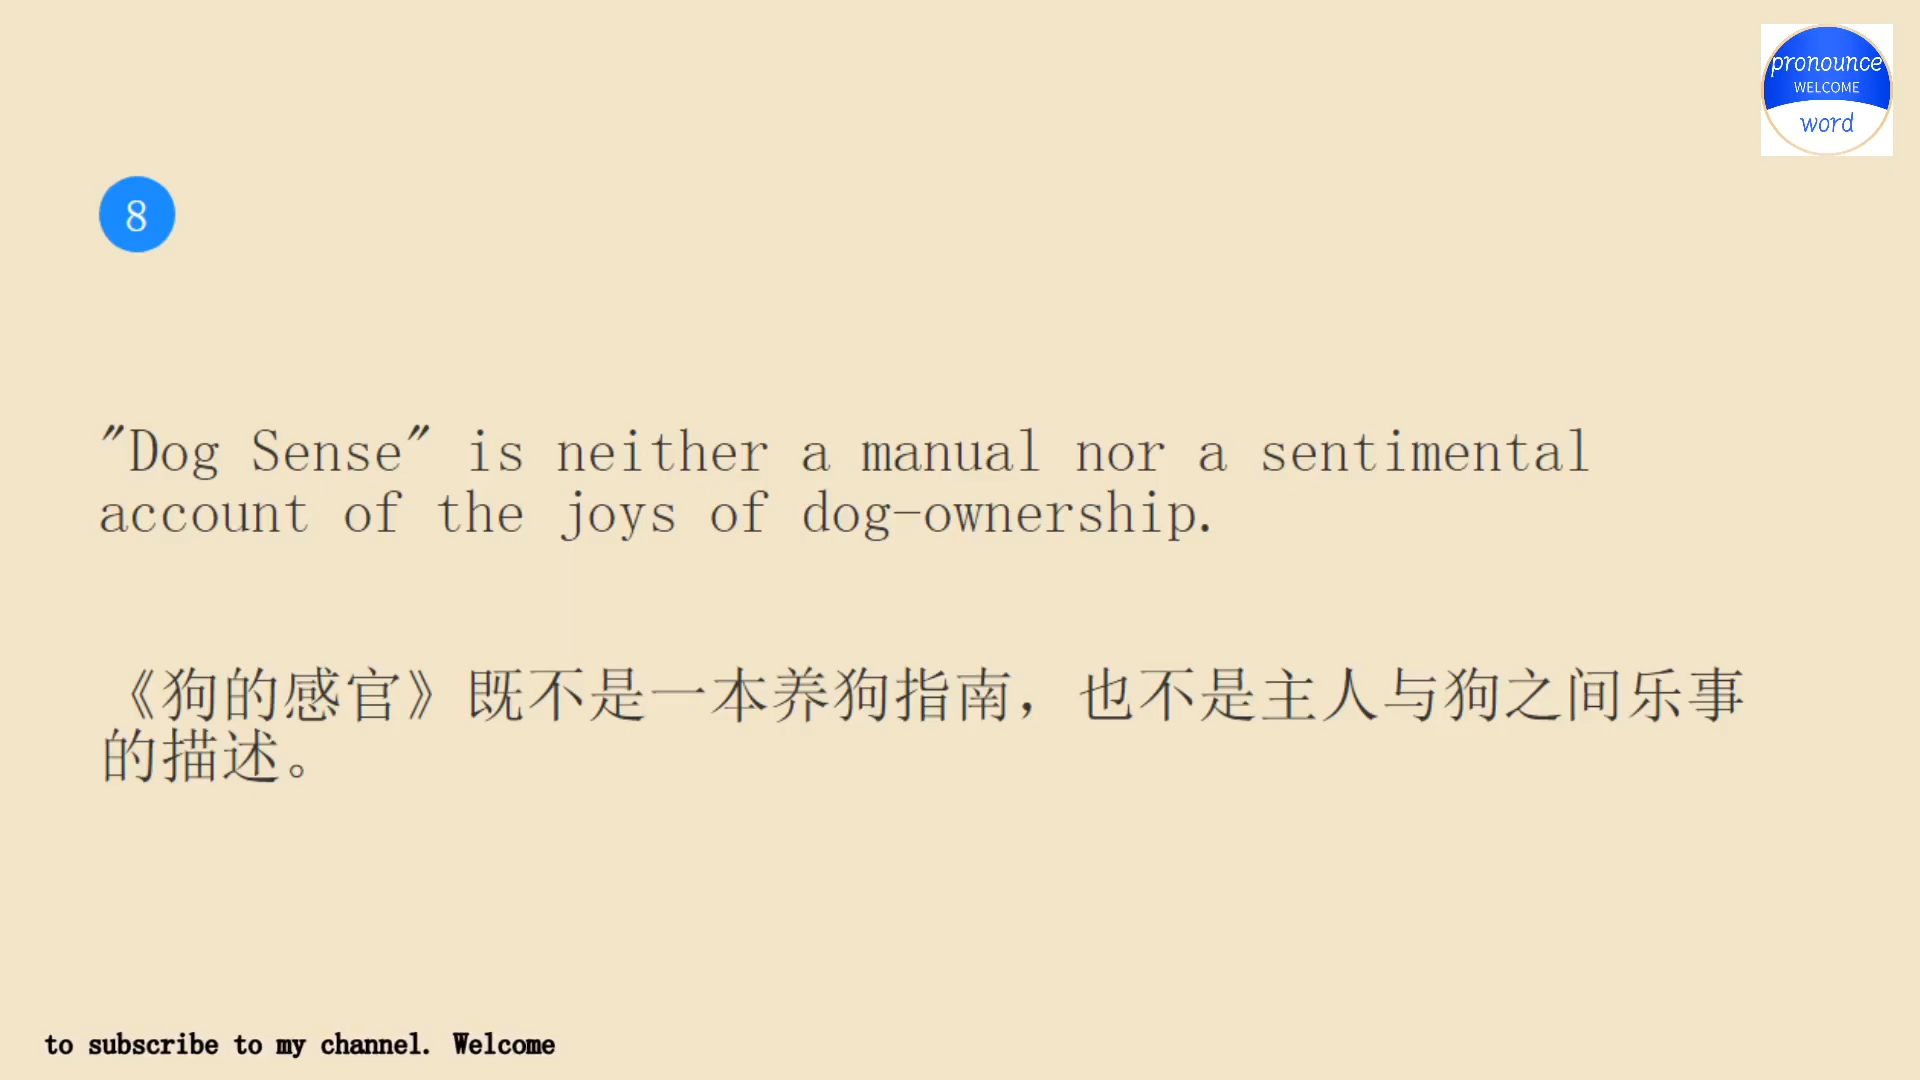 pronounce
WELCOME
word
8
"Dog Sense" is neither a manual nor a sentimental
account of the joys of dog-ownership.
《狗的感官》既不是一本养狗指南，也不是主人与狗之间乐事
的描述。
to subscribe to my channel. Welcome